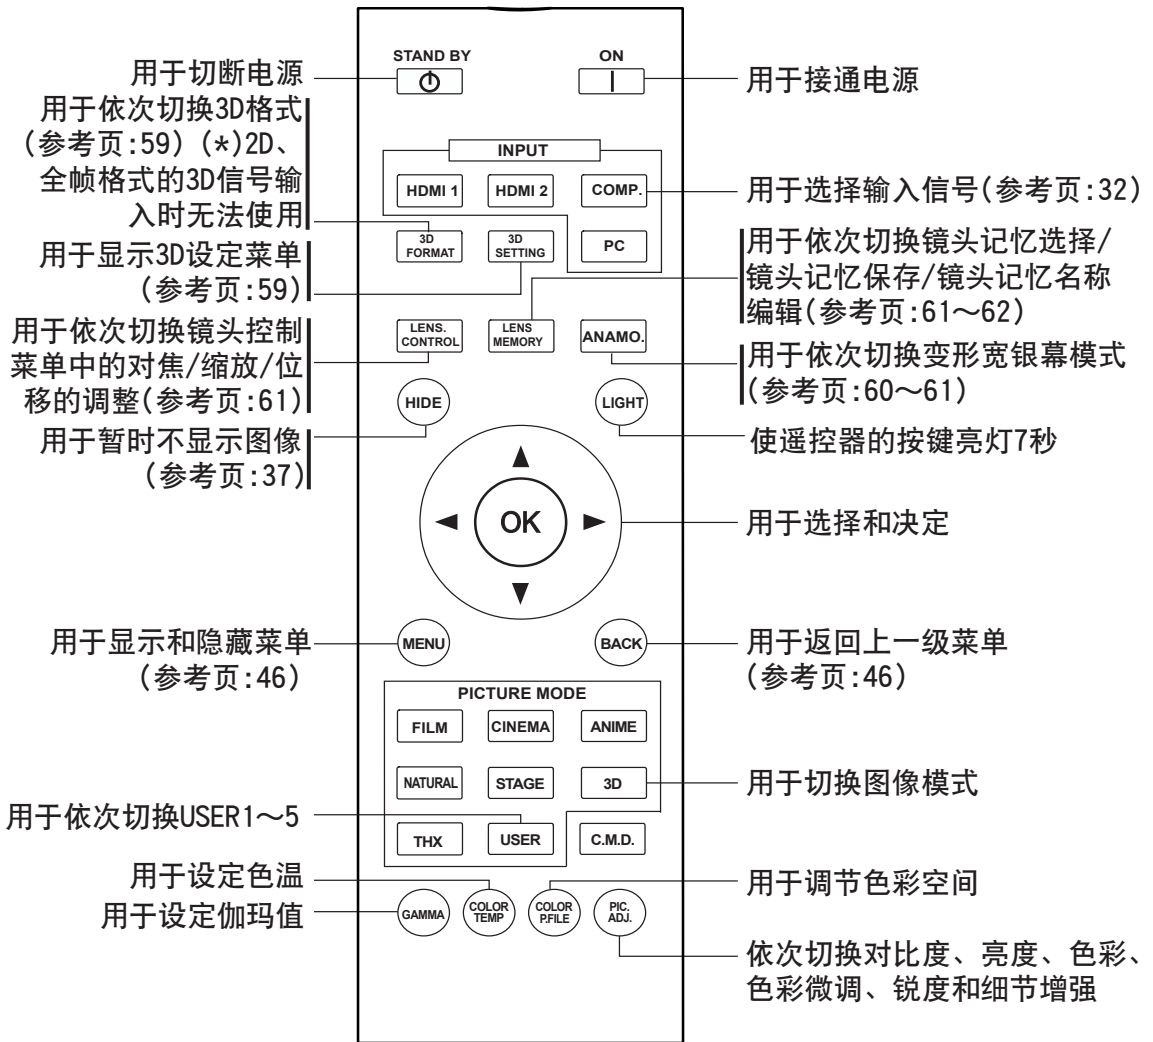 STAND BY
ON
用于切断电源
用于接通电源
用于依次切换3D格式
(参考页:59) (*)2D、
全帧格式的3D信号输
入时无法使用
INPUT
HDMI 1
HDMI 2
COMP.
用于选择输入信号(参考页:32)
3D
FORMAT
3D
SETTING
PC
用于显示3D设定菜单
(参考页:59)
用于依次切换镜头记忆选择/
镜头记忆保存/镜头记忆名称
编辑(参考页:61～62)
用于依次切换镜头控制
菜单中的对焦/缩放/位
移的调整(参考页:61)
LENS.
CONTROL
LENS
MEMORY
ANAMO.
用于依次切换变形宽银幕模式
(参考页:60～61)
HIDE
LIGHT
用于暂时不显示图像
(参考页:37)
使遥控器的按键亮灯7秒
OK
用于选择和决定
用于显示和隐藏菜单
(参考页:46)
MENU
BACK
用于返回上一级菜单
(参考页:46)
PICTURE MODE
FILM
CINEMA
ANIME
NATURAL
STAGE
3D
用于切换图像模式
用于依次切换USER1～5
THX
USER
C.M.D.
用于设定色温
用于设定伽玛值
GAMMA
COLOR
TEMP
COLOR
P.FILE
PIC.
ADJ.
用于调节色彩空间
依次切换对比度、亮度、色彩、
色彩微调、锐度和细节增强